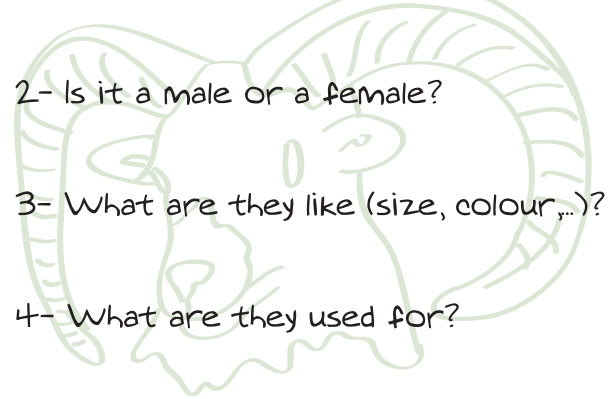 2- Is it a male or a female?
3- What are they like (size, colour,...)?
4- What are they used for?